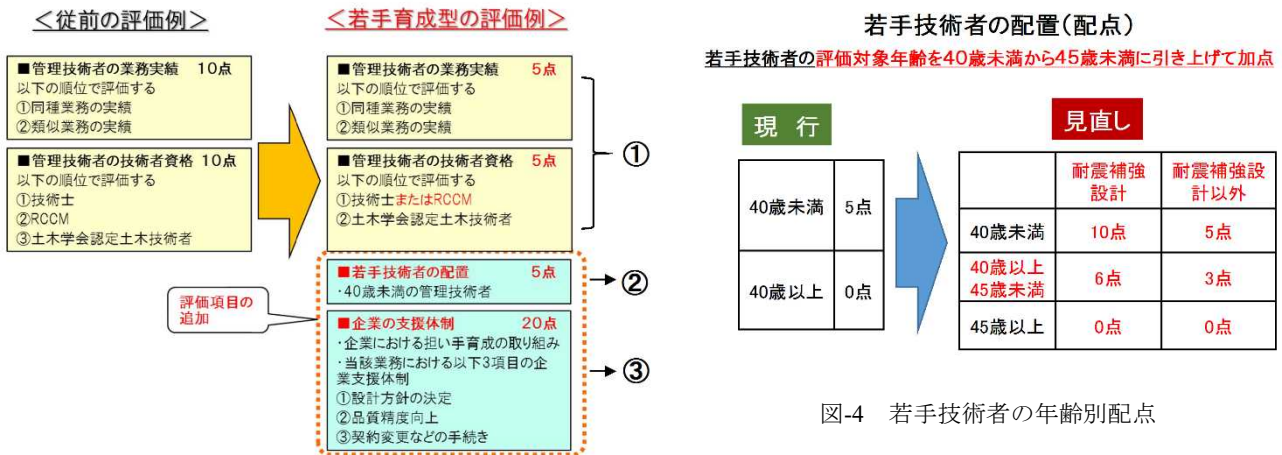 ＜従前の評価例＞
■管理技術者の業務実績 10点
以下の順位で評価する
①同種業務の実績
②類似業務の実績
■管理技術者の技術者資格 10点
以下の順位で評価する
①技術士
②RCCM
③土木学会認定土木技術者
＜若手育成型の評価例＞
■管理技術者の業務実績 5点
以下の順位で評価する
①同種業務の実績
②類似業務の実績
■管理技術者の技術者資格 5点
以下の順位で評価する
①技術士またはRCCM
②土木学会認定土木技術者
①
評価項目の
追加
■若手技術者の配置 5点
・40歳未満の管理技術者
②
■企業の支援体制 20点
・企業における担い手育成の取り組み
・当該業務における以下3項目の企
業支援体制
①設計方針の決定
②品質精度向上
③契約変更などの手続き
③
若手技術者の配置（配点）
若手技術者の評価対象年齢を40歳未満から45歳未満に引き上げて加点
現 行
40歳未満 5点
40歳以上 0点
見直し
耐震補強
設計
耐震補強設
計以外
40歳未満 10点 5点
40歳以上
45歳未満 6点 3点
45歳以上 0点 0点
図-4 若手技術者の年齢別配点